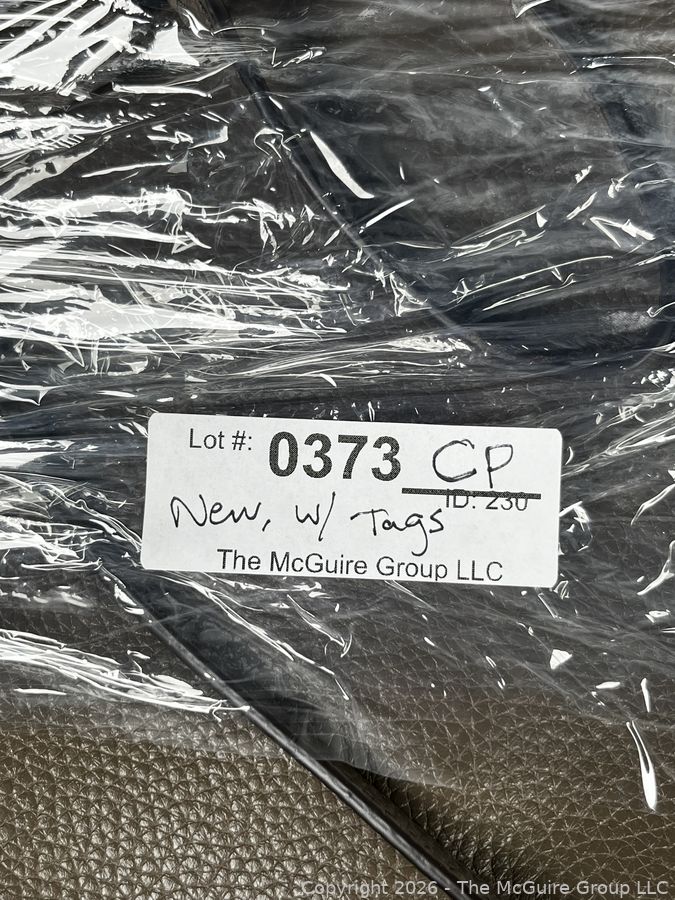 Lot #: 0373 CP
ID: 230
New, w/ Tags
The McGuire Group LLC
Copyright 2026 - The McGuire Group LLC